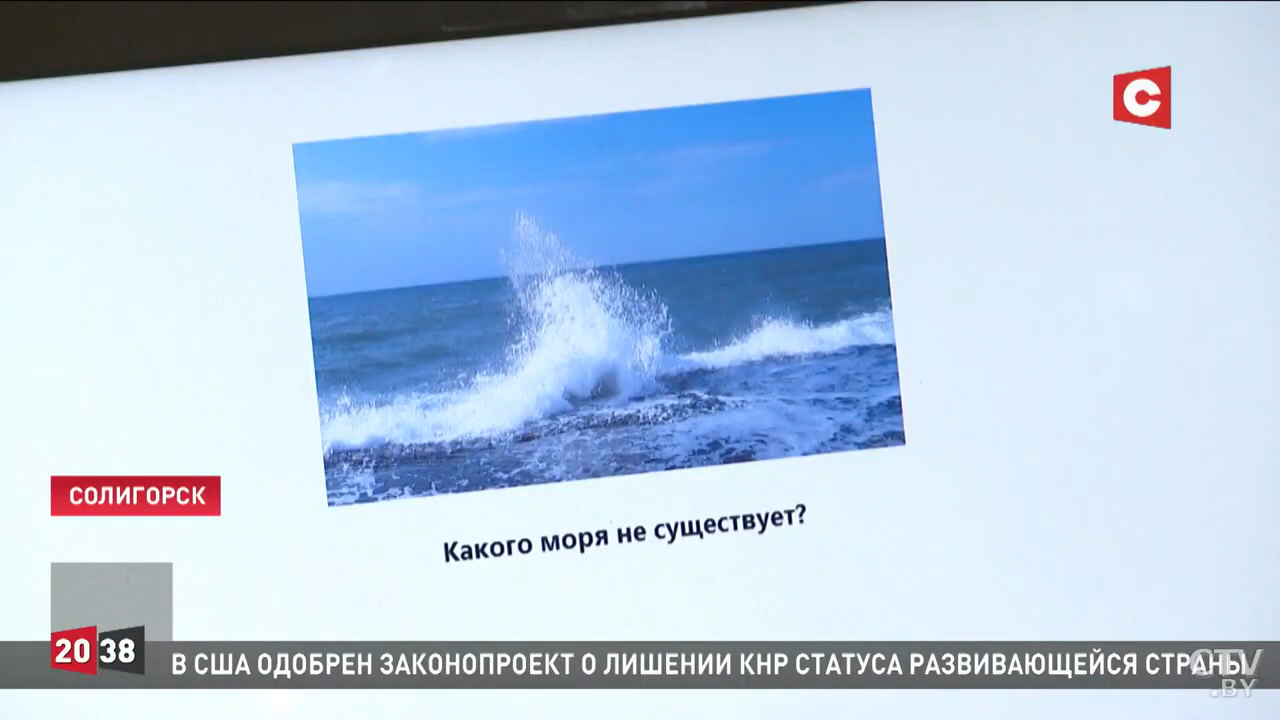 С
Какого моря не существует?
СОЛИГОРСК
20 38
В США ОДОБРЕН ЗАКОНОПРОЕКТ О ЛИШЕНИИ КНР СТАТУСА РАЗВИВАЮЩЕЙСЯ СТРАНЫ
CTV
.BY